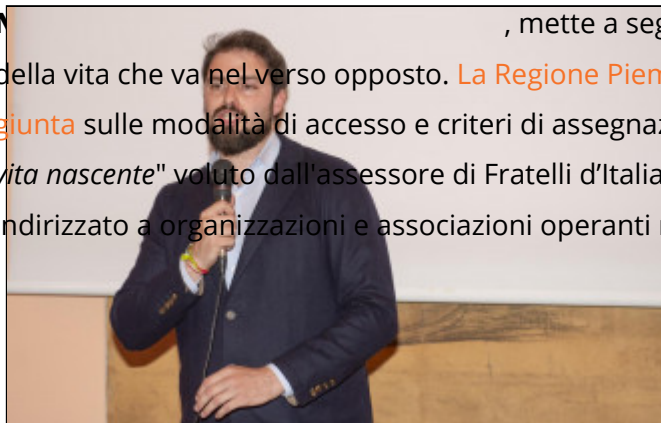 , mette a seg
della vita che va nel verso opposto. La Regione Piem
giunta sulle modalità di accesso e criteri di assegnaz
vita nascente" voluto dall'assessore di Fratelli d'Italia
ndirizzato a organizzazioni e associazioni operanti